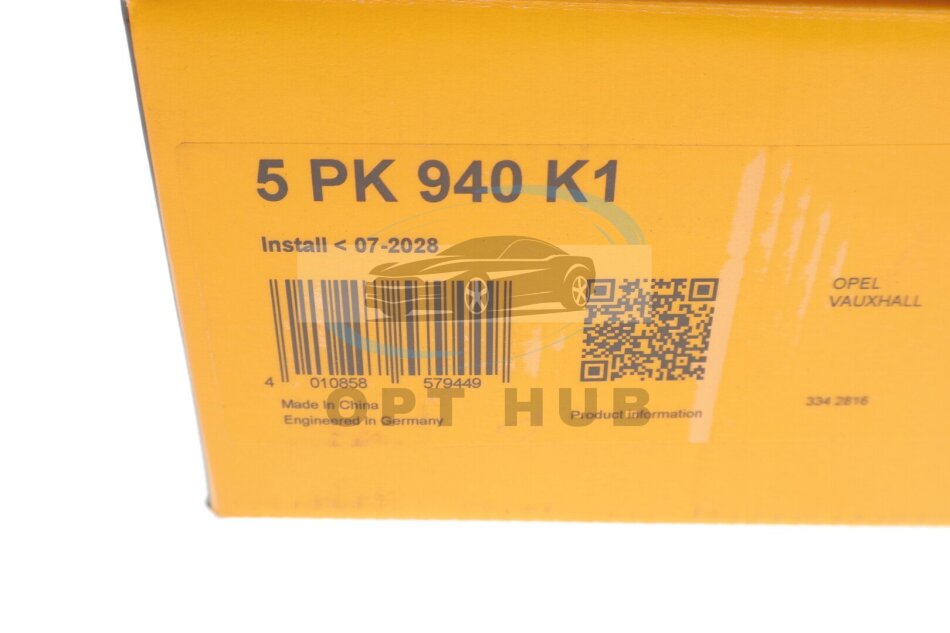 5 PK 940 K1
Install < 07-2028
OPEL
VAUXHALL
4 010858 579449
Made In China
Engineered in Germany
Product information
334 2816
OPT HUB